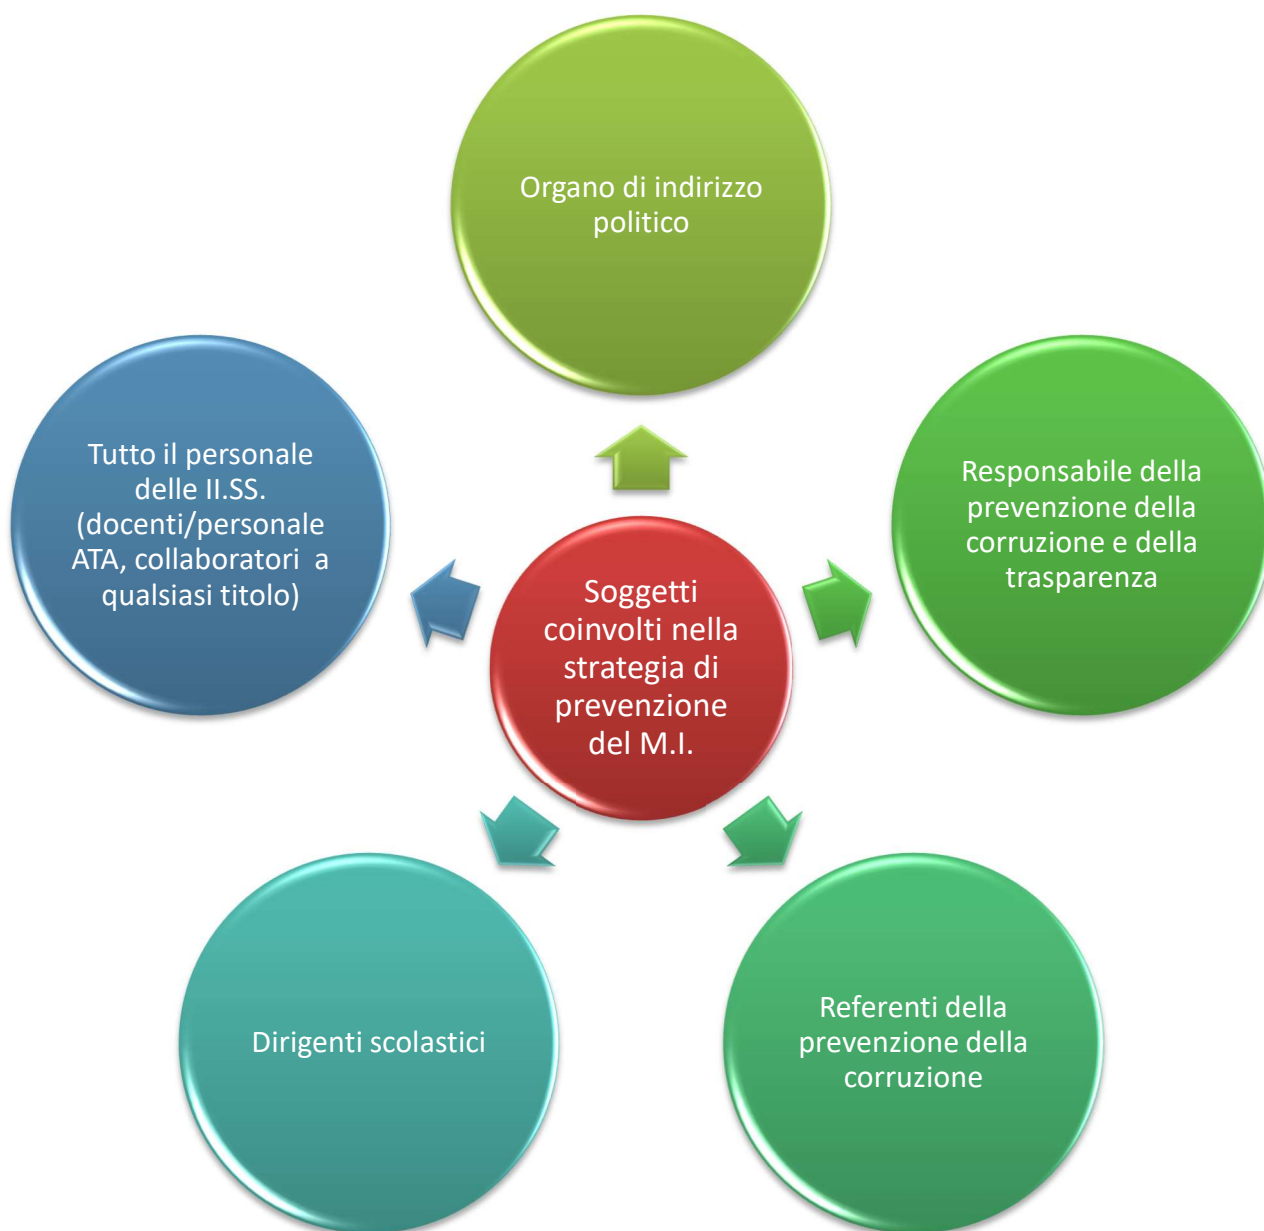 Organo di indirizzo
politico
Tutto il personale
delle II.SS.
(docenti/personale
ATA, collaboratori a
qualsiasi titolo)
Responsabile della
prevenzione della
corruzione e della
trasparenza
Soggetti
coinvolti nella
strategia di
prevenzione
del M.I.
Dirigenti scolastici
Referenti della
prevenzione della
corruzione